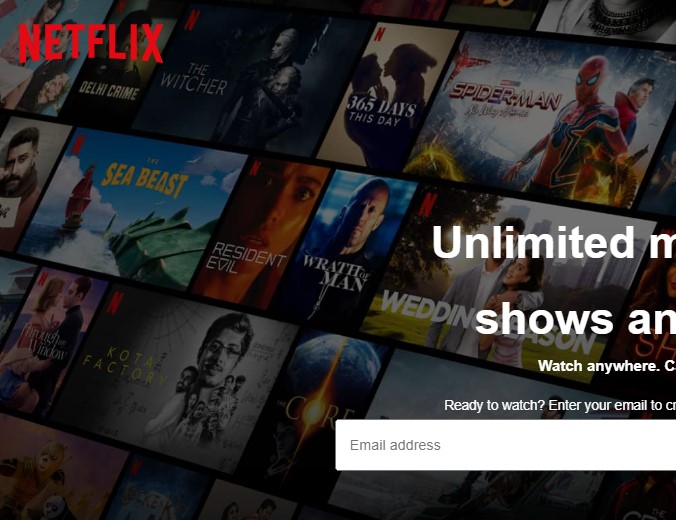 NETFLIX
DELHI CRIME
THE
WITCHER
365 DAYS
THIS DAY
SPIDER-MAN
No Way Home
THE
SEA BEAST
RESIDENT
EVIL
WRATH OF
MAN
Unlimited m
WEDDIN
SEASON
shows an
Watch anywhere. C
Through my
Window
KOTA
FACTORY
THE
CORE
Ready to watch? Enter your email to cr
Email address
THE